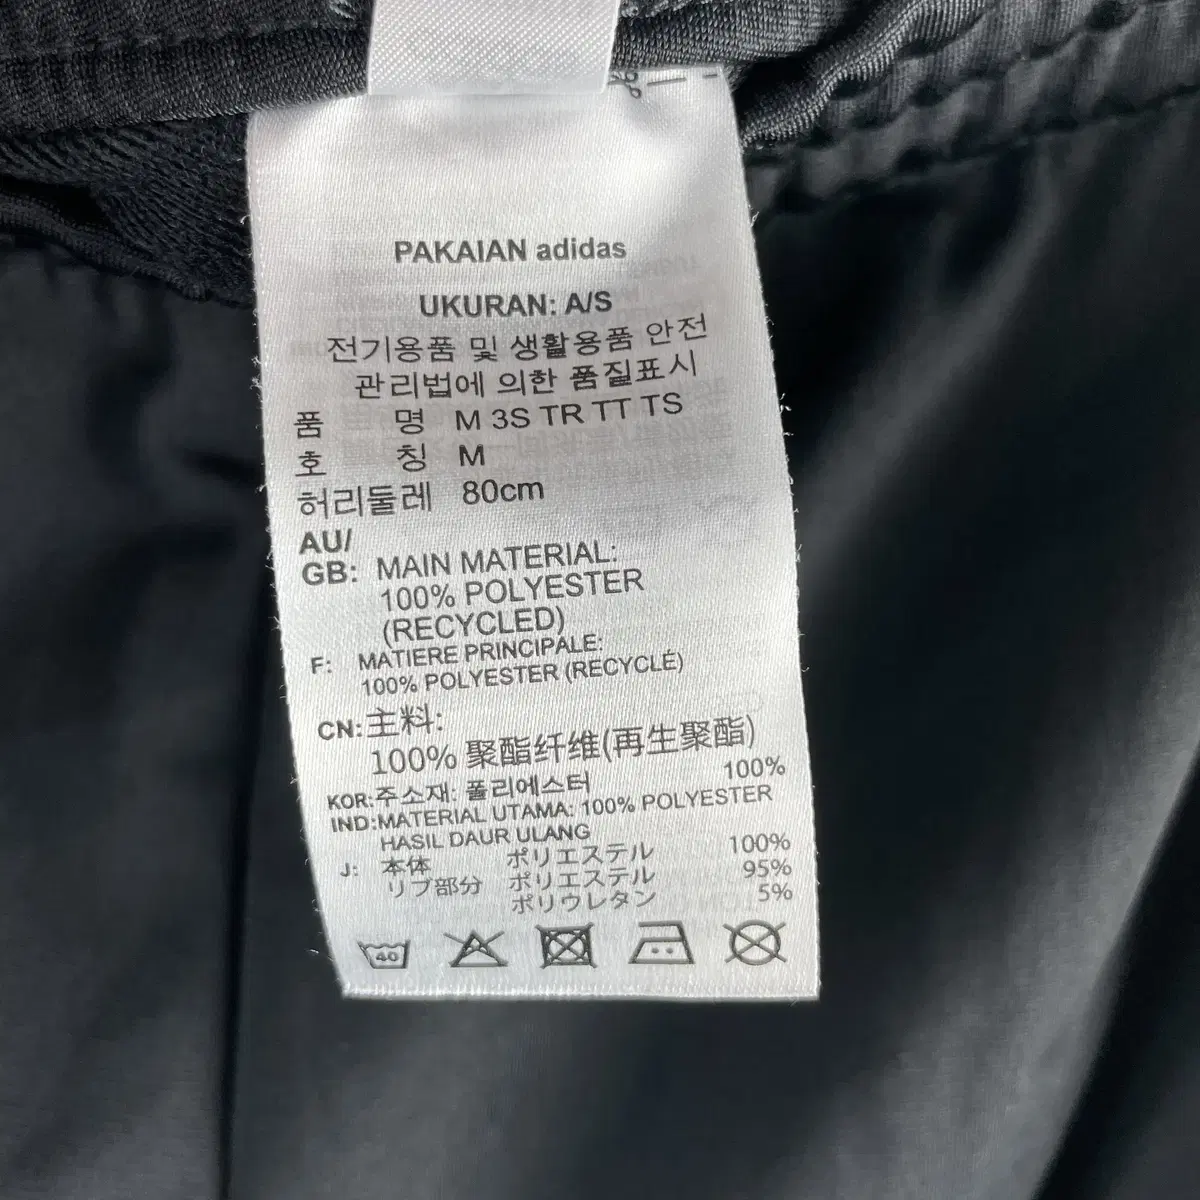 PAKAIAN adidas
UKURAN: A/S
전기용품 및 생활용품 안전
관리법에 의한 품질표시
품 명 M 3S TR TT TS
호 칭 M
허리둘레 80cm
AU/
GB: MAIN MATERIAL:
100% POLYESTER
(RECYCLED)
F: MATIERE PRINCIPALE:
100% POLYESTER (RECYCLÉ)
CN: 主料:
100% 聚酯纤维(再生聚酯)
KOR: 주소재: 폴리에스터 100%
IND: MATERIAL UTAMA: 100% POLYESTER
HASIL DAUR ULANG
J: 本体 ポリエステル 100%
リブ部分 ポリエステル 95%
ポリウレタン 5%
40